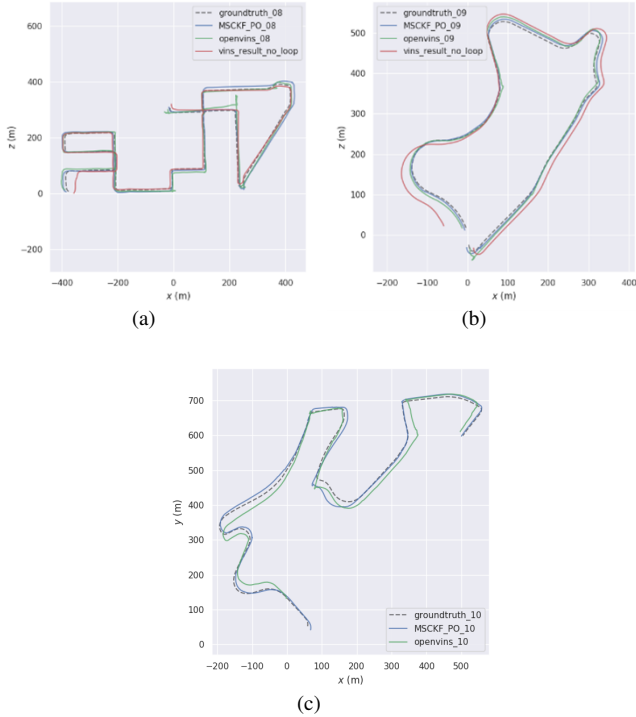 groundtruth_08
MSCKF_PO_08
openvins_08
vins_result_no_loop
600
400
200
0
−200
z (m)
−400
−200
0
200
400
x (m)
(a)
groundtruth_09
MSCKF_PO_09
openvins_09
vins_result_no_loop
500
400
300
200
100
0
z (m)
−200
−100
0
100
200
300
400
x (m)
(b)
700
600
500
400
300
200
100
0
y (m)
groundtruth_10
MSCKF_PO_10
openvins_10
−200
−100
0
100
200
300
400
500
x (m)
(c)